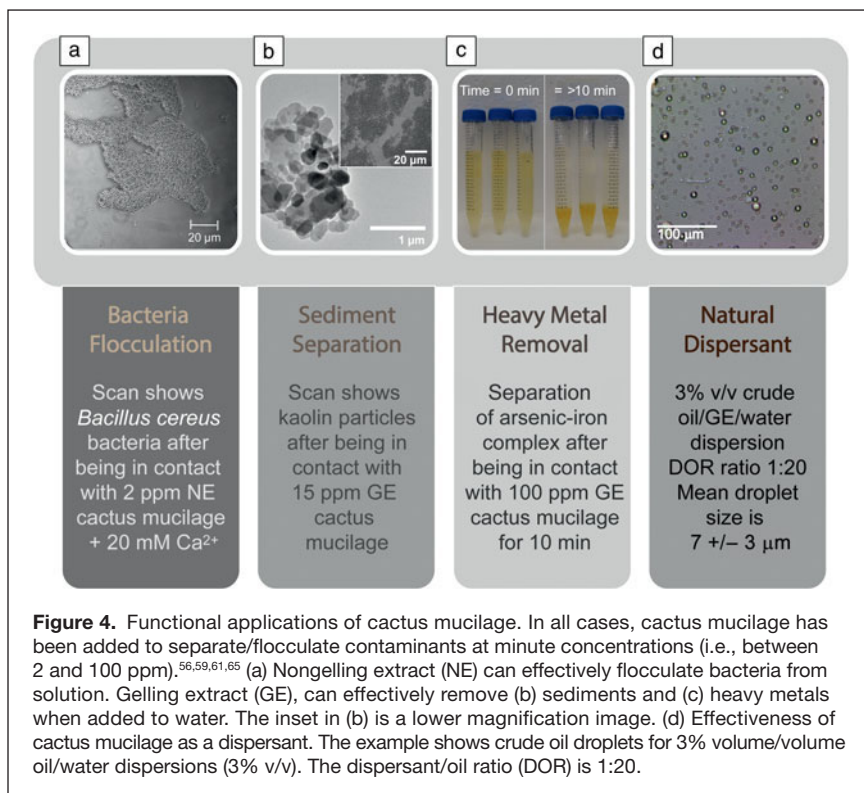 a
b
c
d
20 µm
20 µm
1 µm
Time = 0 min
= >10 min
100 µm
Bacteria
Flocculation
Scan shows
Bacillus cereus
bacteria after
being in contact
with 2 ppm NE
cactus mucilage
+ 20 mM Ca²⁺
Sediment
Separation
Scan shows
kaolin particles
after being in
contact with
15 ppm GE
cactus
mucilage
Heavy Metal
Removal
Separation
of arsenic-iron
complex after
being in contact
with 100 ppm GE
cactus mucilage
for 10 min
Natural
Dispersant
3% v/v crude
oil/GE/water
dispersion
DOR ratio 1:20
Mean droplet
size is
7 +/– 3 µm
Figure 4. Functional applications of cactus mucilage. In all cases, cactus mucilage has
been added to separate/flocculate contaminants at minute concentrations (i.e., between
2 and 100 ppm).⁵⁶,⁵⁹,⁶¹,⁶⁵ (a) Nongelling extract (NE) can effectively flocculate bacteria from
solution. Gelling extract (GE), can effectively remove (b) sediments and (c) heavy metals
when added to water. The inset in (b) is a lower magnification image. (d) Effectiveness of
cactus mucilage as a dispersant. The example shows crude oil droplets for 3% volume/volume
oil/water dispersions (3% v/v). The dispersant/oil ratio (DOR) is 1:20.